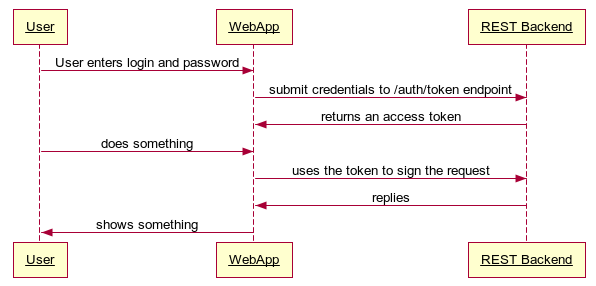 User WebApp REST Backend
User enters login and password
submit credentials to /auth/token endpoint
returns an access token
does something
uses the token to sign the request
replies
shows something
User WebApp REST Backend